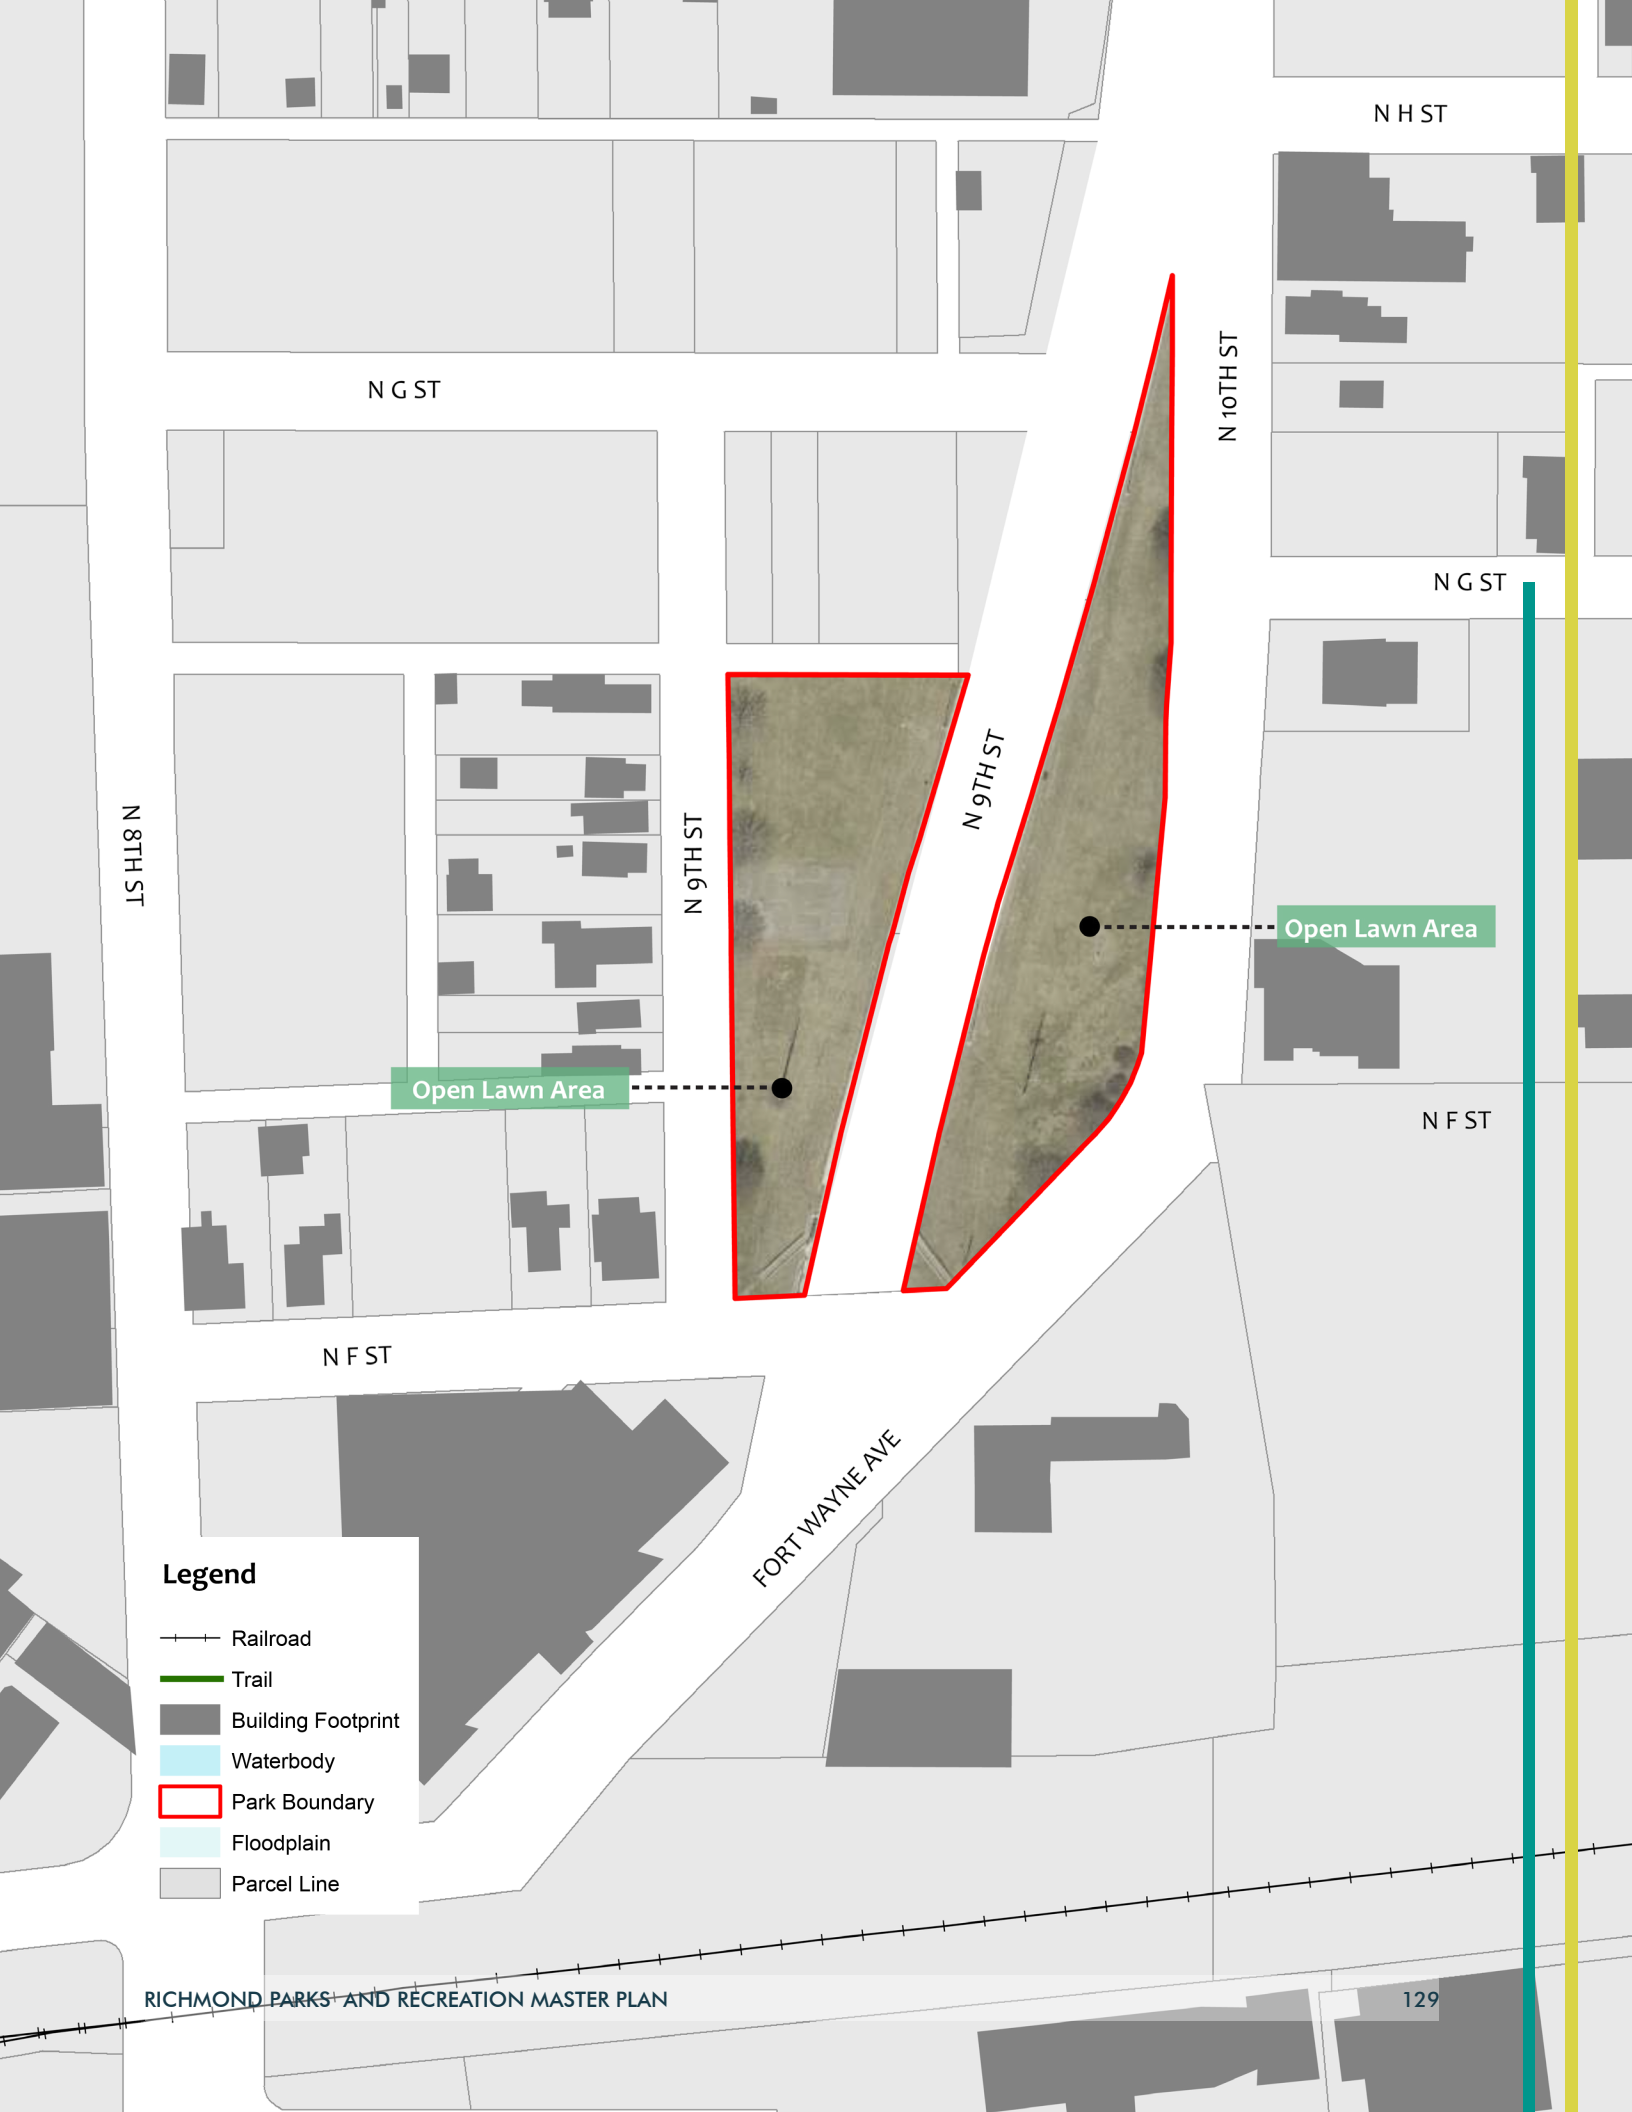 N H ST
N G ST
N 10TH ST
N G ST
N 9TH ST
N 8TH ST
N 9TH ST
Open Lawn Area
Open Lawn Area
N F ST
N F ST
FORT WAYNE AVE
Legend
Railroad
Trail
Building Footprint
Waterbody
Park Boundary
Floodplain
Parcel Line
RICHMOND PARKS AND RECREATION MASTER PLAN
129